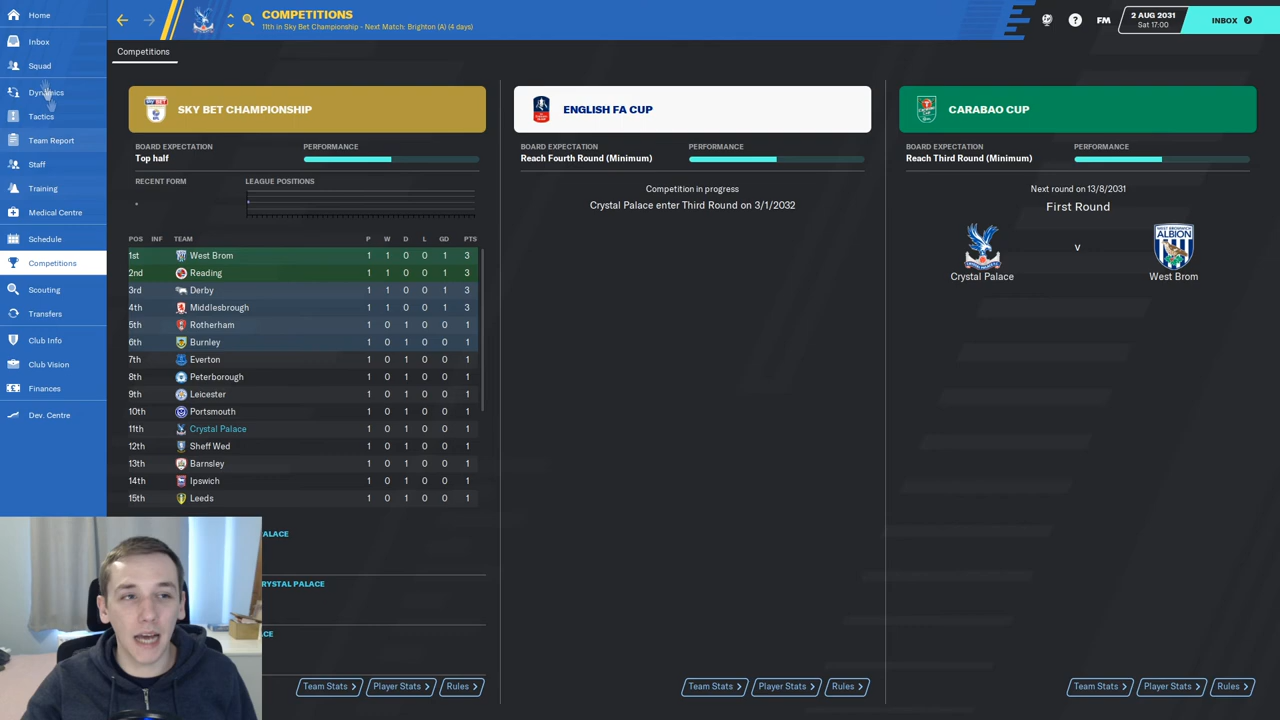 Home
Inbox
Squad
Dynamics
Tactics
Team Report
Staff
Training
Medical Centre
Schedule
Competitions
Scouting
Transfers
Club Info
Club Vision
Finances
Dev. Centre
COMPETITIONS
11th in Sky Bet Championship - Next Match: Brighton (A) (4 days)
?
FM
2 AUG 2031
Sat 17:00
INBOX
Competitions
SKY BET CHAMPIONSHIP
BOARD EXPECTATION PERFORMANCE
Top half
RECENT FORM LEAGUE POSITIONS
POS INF TEAM P W D L GD PTS
1st West Brom 1 1 0 0 1 3
2nd Reading 1 1 0 0 1 3
3rd Derby 1 1 0 0 1 3
4th Middlesbrough 1 1 0 0 1 3
5th Rotherham 1 0 1 0 0 1
6th Burnley 1 0 1 0 0 1
7th Everton 1 0 1 0 0 1
8th Peterborough 1 0 1 0 0 1
9th Leicester 1 0 1 0 0 1
10th Portsmouth 1 0 1 0 0 1
11th Crystal Palace 1 0 1 0 0 1
12th Sheff Wed 1 0 1 0 0 1
13th Barnsley 1 0 1 0 0 1
14th Ipswich 1 0 1 0 0 1
15th Leeds 1 0 1 0 0 1
ALACE
RYSTAL PALACE
ACE
Team Stats Player Stats Rules
ENGLISH FA CUP
BOARD EXPECTATION PERFORMANCE
Reach Fourth Round (Minimum)
Competition in progress
Crystal Palace enter Third Round on 3/1/2032
Team Stats Player Stats Rules
CARABAO CUP
BOARD EXPECTATION PERFORMANCE
Reach Third Round (Minimum)
Next round on 13/8/2031
First Round
v
Crystal Palace West Brom
Team Stats Player Stats Rules